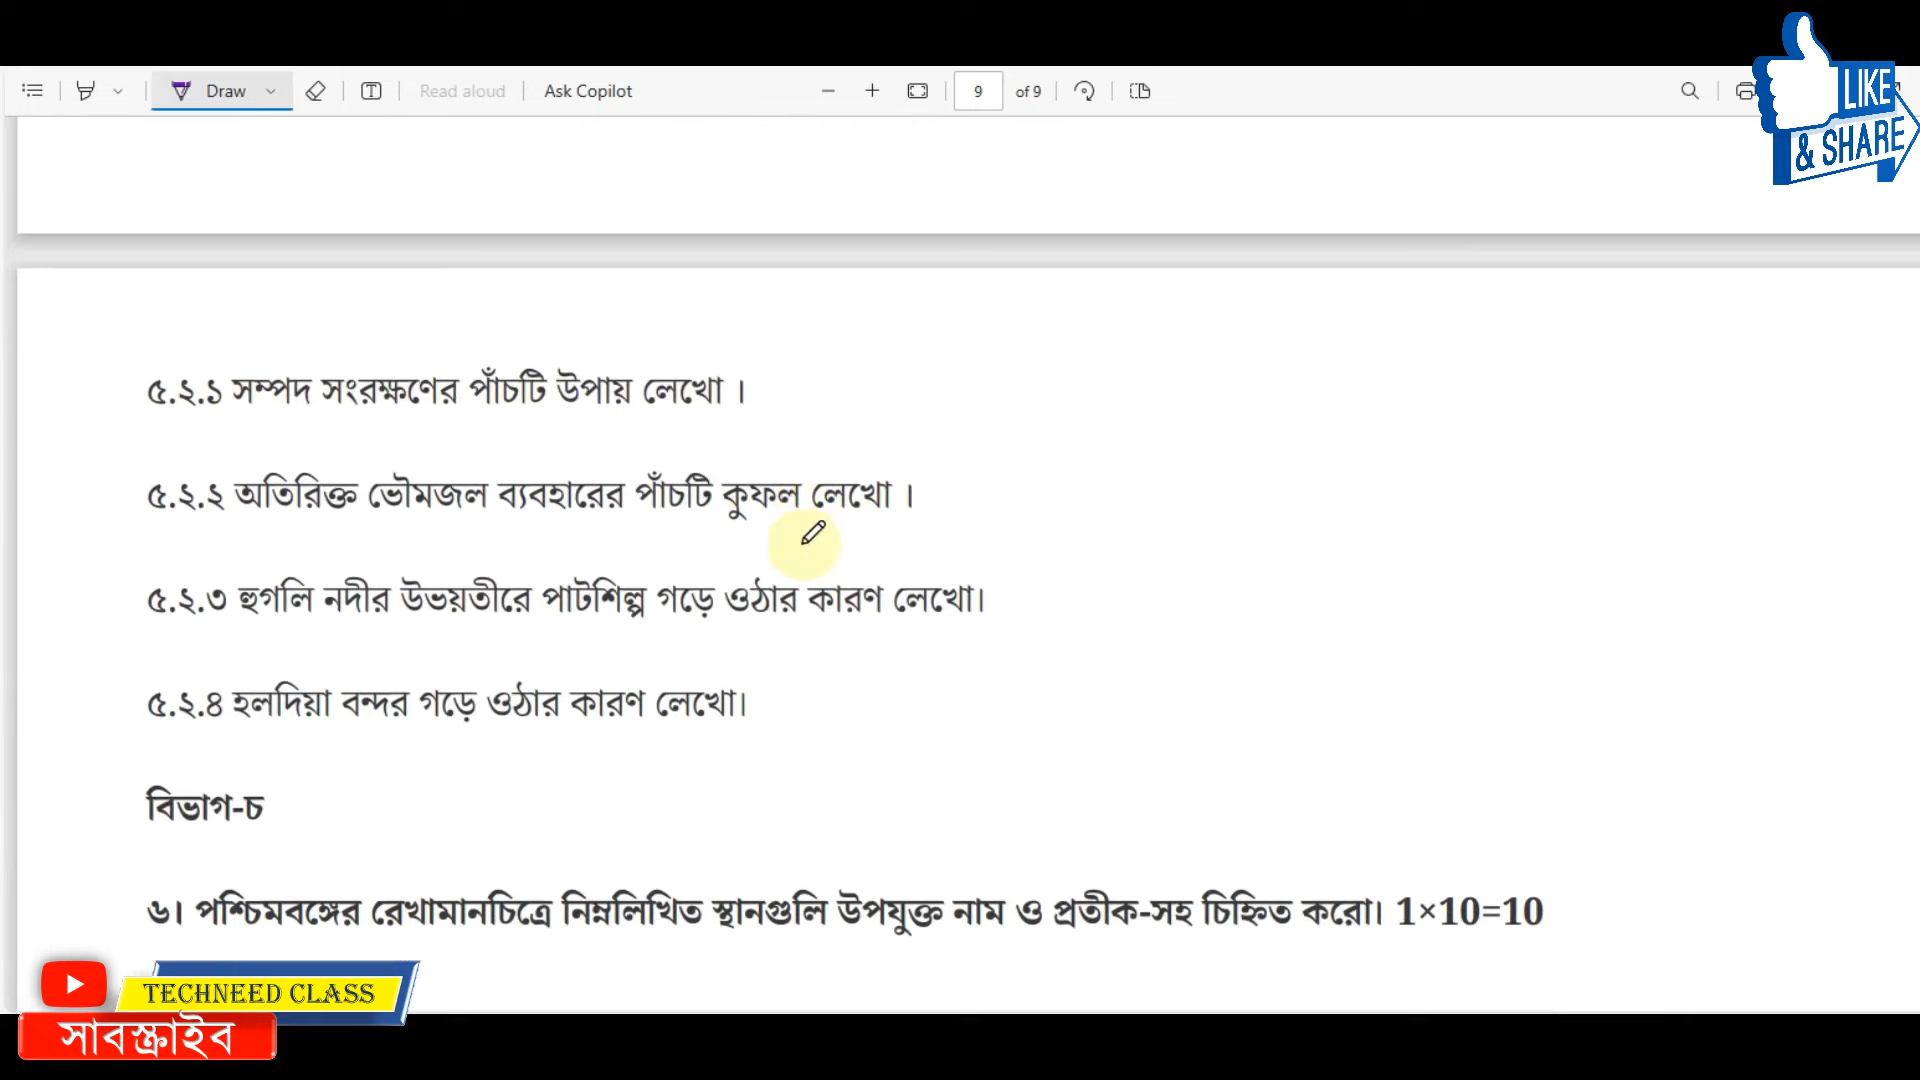 Draw
Read aloud
Ask Copilot
9 of 9
LIKE
& SHARE
৫.২.১ সম্পদ সংরক্ষণের পাঁচটি উপায় লেখো ।
৫.২.২ অতিরিক্ত ভৌমজল ব্যবহারের পাঁচটি কুফল লেখো ।
৫.২.৩ হুগলি নদীর উভয়তীরে পাটশিল্প গড়ে ওঠার কারণ লেখো।
৫.২.৪ হলদিয়া বন্দর গড়ে ওঠার কারণ লেখো।
বিভাগ-চ
৬। পশ্চিমবঙ্গের রেখামানচিত্রে নিম্নলিখিত স্থানগুলি উপযুক্ত নাম ও প্রতীক-সহ চিহ্নিত করো। 1×10=10
TECHNEED CLASS
সাবস্ক্রাইব